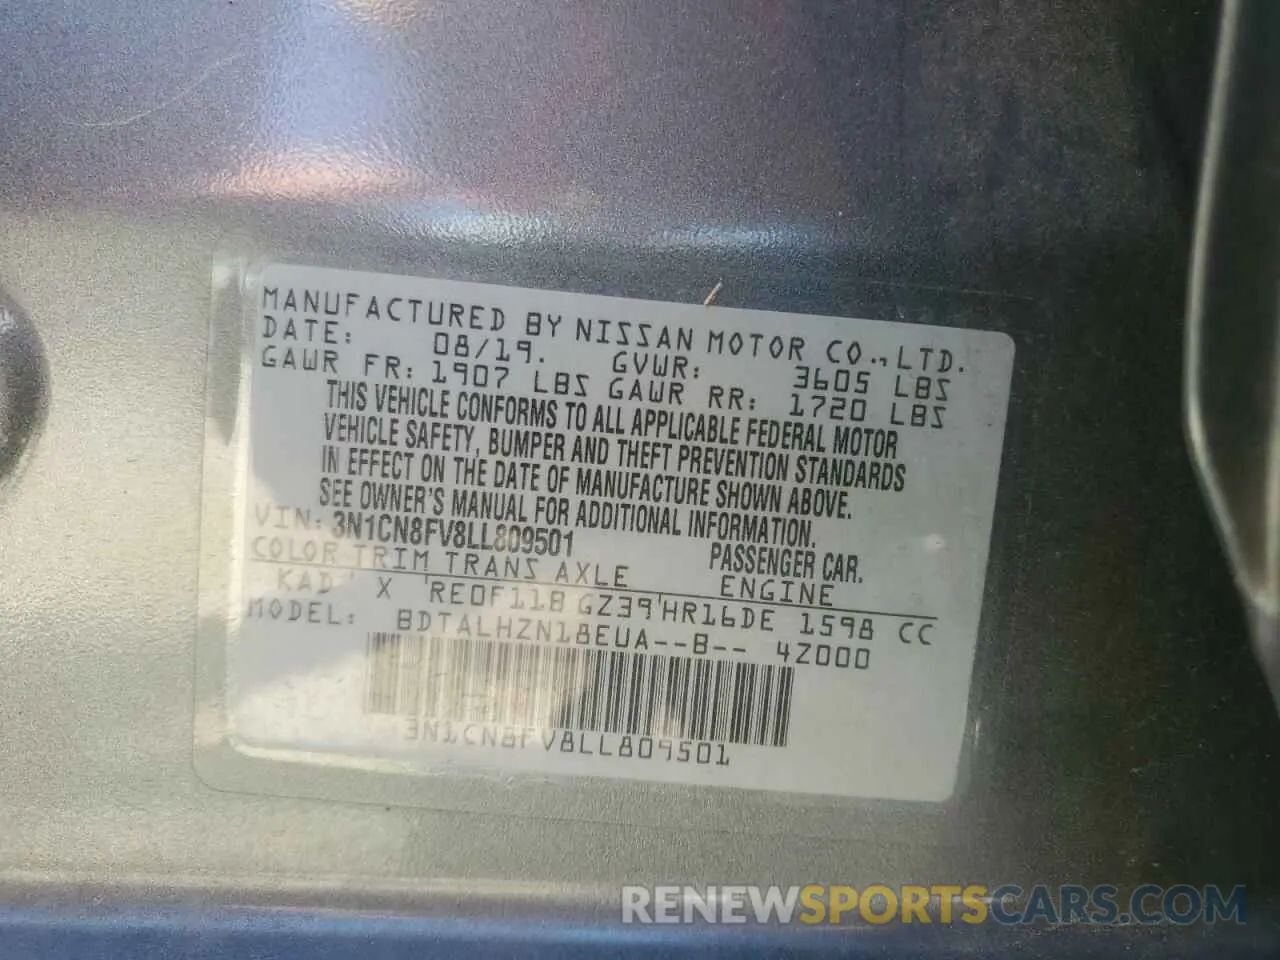 MANUFACTURED BY NISSAN MOTOR CO., LTD.
DATE: 08/19. GVWR: 3605 LBS
GAWR FR: 1907 LBS GAWR RR: 1720 LBS
THIS VEHICLE CONFORMS TO ALL APPLICABLE FEDERAL MOTOR
VEHICLE SAFETY, BUMPER AND THEFT PREVENTION STANDARDS
IN EFFECT ON THE DATE OF MANUFACTURE SHOWN ABOVE.
SEE OWNER'S MANUAL FOR ADDITIONAL INFORMATION.
VIN: 3N1CN8FV8LL809501 PASSENGER CAR.
COLOR TRIM TRANS AXLE ENGINE
KAD X RE0F11B GZ39 HR16DE 1598 CC
MODEL: BDTALHZN18EUA--B-- 4Z000
3N1CN8FV8LL809501
RENEWSPORTSCARS.COM